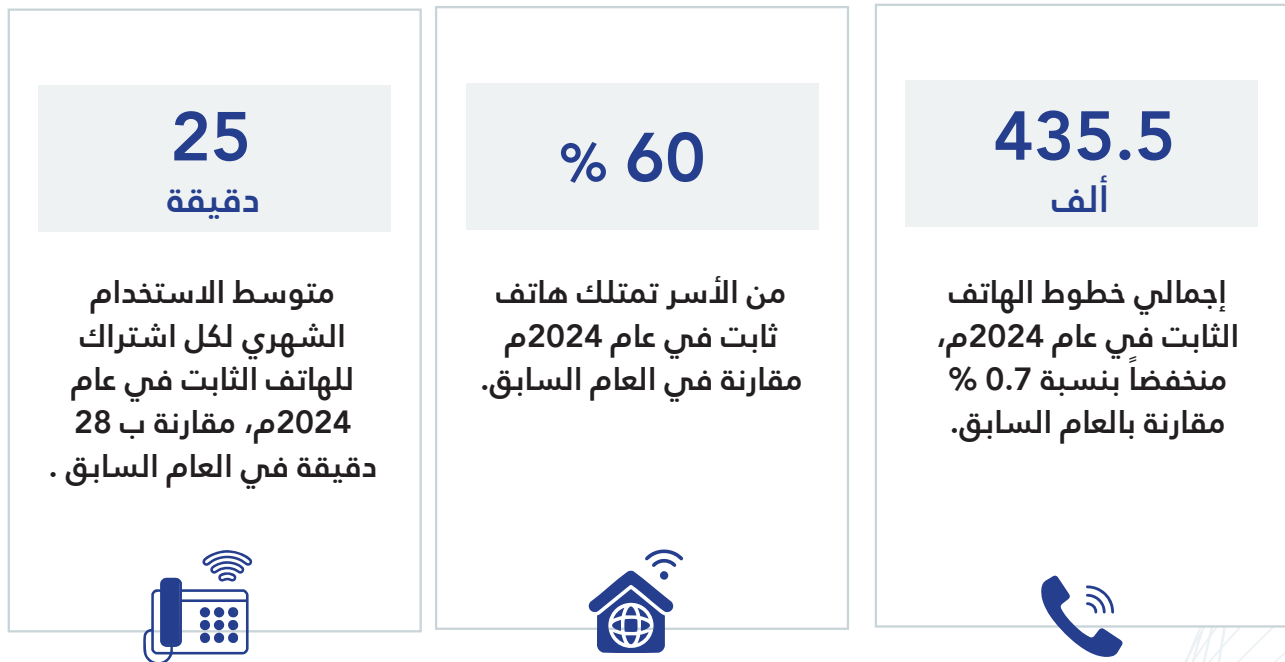 435.5
ألف
إجمالي خطوط الهاتف
الثابت في عام 2024م،
منخفضاً بنسبة 0.7 %
مقارنة بالعام السابق.
60 %
من الأسر تمتلك هاتف
ثابت في عام 2024م
مقارنة في العام السابق.
25
دقيقة
متوسط الاستخدام
الشهري لكل اشتراك
للهاتف الثابت في عام
2024م، مقارنة ب 28
دقيقة في العام السابق .